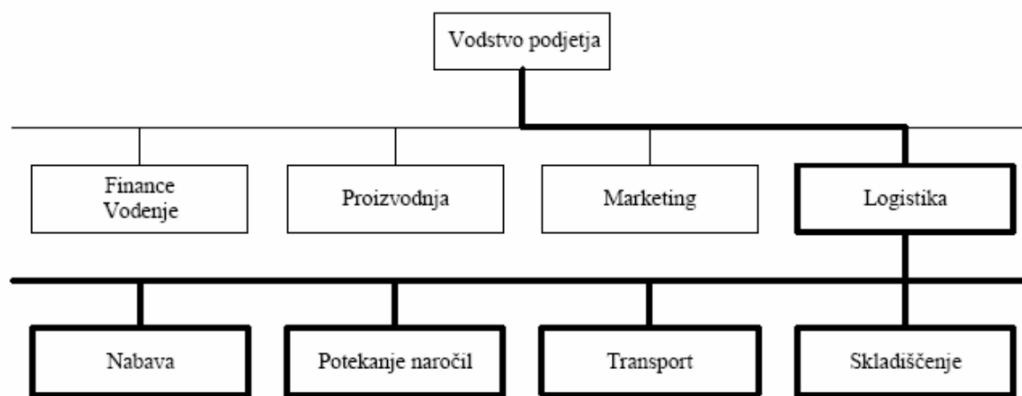 Vodstvo podjetja
Finance
Vodenje
Proizvodnja
Marketing
Logistika
Nabava
Potekanje naročil
Transport
Skladiščenje